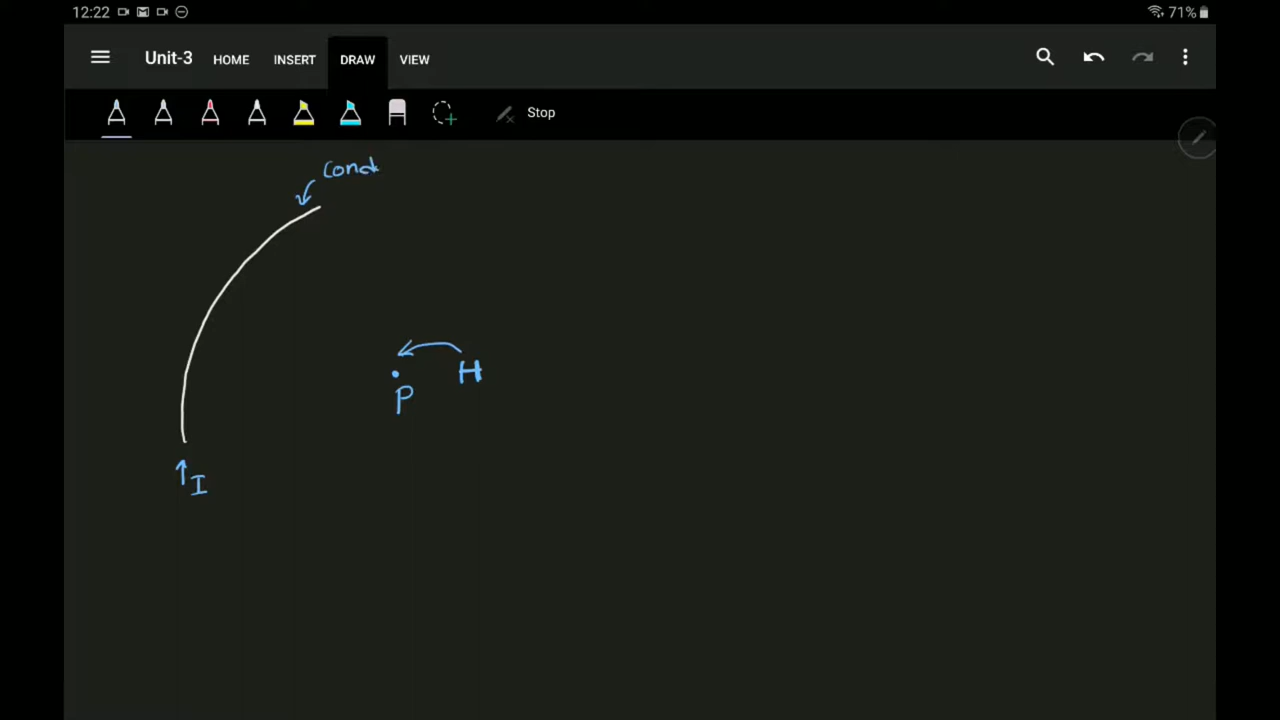 12:22
71%
Unit-3 HOME INSERT DRAW VIEW
Stop
Cond
H
P
I